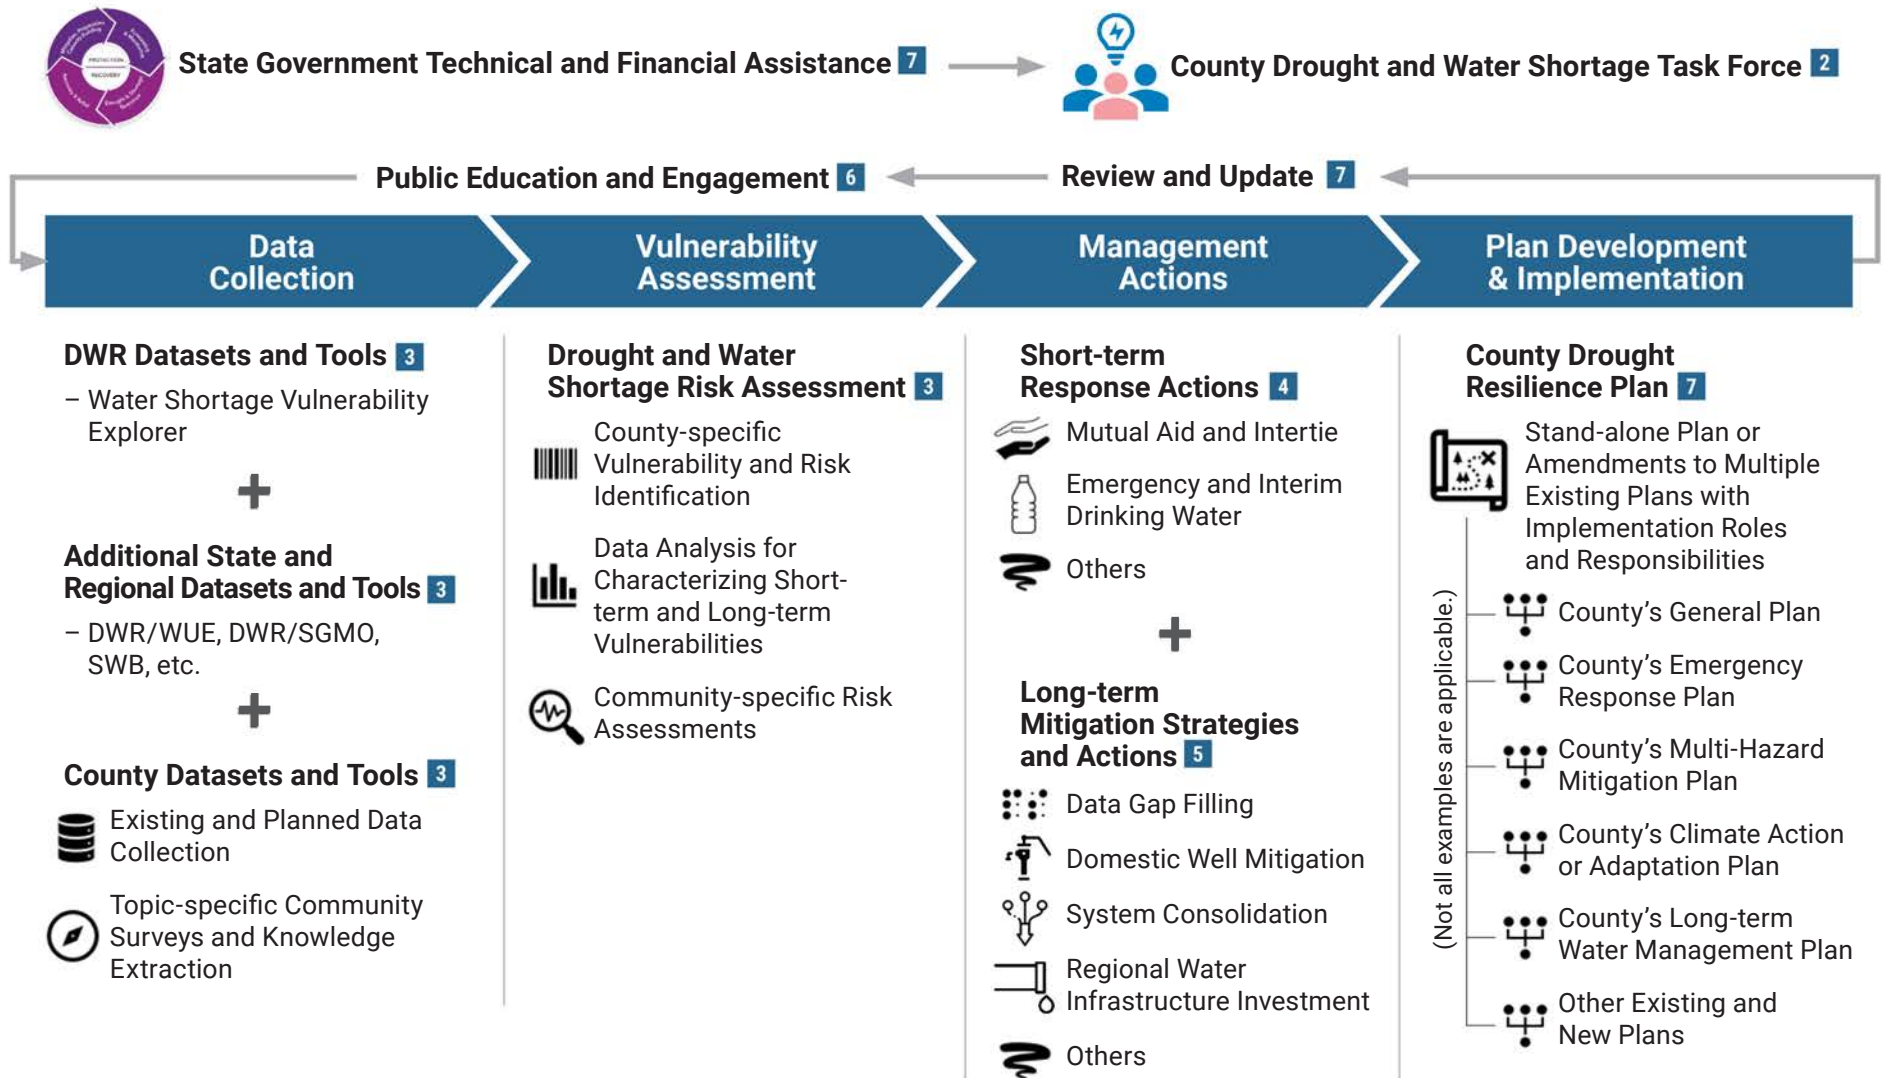 PROTECTION
RECOVERY
State Government Technical and Financial Assistance 7
County Drought and Water Shortage Task Force 2
Public Education and Engagement 6
Review and Update 7
Data
Collection
Vulnerability
Assessment
Management
Actions
Plan Development
& Implementation
DWR Datasets and Tools 3
– Water Shortage Vulnerability
Explorer
+
Additional State and
Regional Datasets and Tools 3
– DWR/WUE, DWR/SGMO,
SWB, etc.
+
County Datasets and Tools 3
Existing and Planned Data
Collection
Topic-specific Community
Surveys and Knowledge
Extraction
Drought and Water
Shortage Risk Assessment 3
County-specific
Vulnerability and Risk
Identification
Data Analysis for
Characterizing Short-
term and Long-term
Vulnerabilities
Community-specific Risk
Assessments
Short-term
Response Actions 4
Mutual Aid and Intertie
Emergency and Interim
Drinking Water
Others
+
Long-term
Mitigation Strategies
and Actions 5
Data Gap Filling
Domestic Well Mitigation
System Consolidation
Regional Water
Infrastructure Investment
Others
County Drought
Resilience Plan 7
Stand-alone Plan or
Amendments to Multiple
Existing Plans with
Implementation Roles
and Responsibilities
(Not all examples are applicable.)
County's General Plan
County's Emergency
Response Plan
County's Multi-Hazard
Mitigation Plan
County's Climate Action
or Adaptation Plan
County's Long-term
Water Management Plan
Other Existing and
New Plans